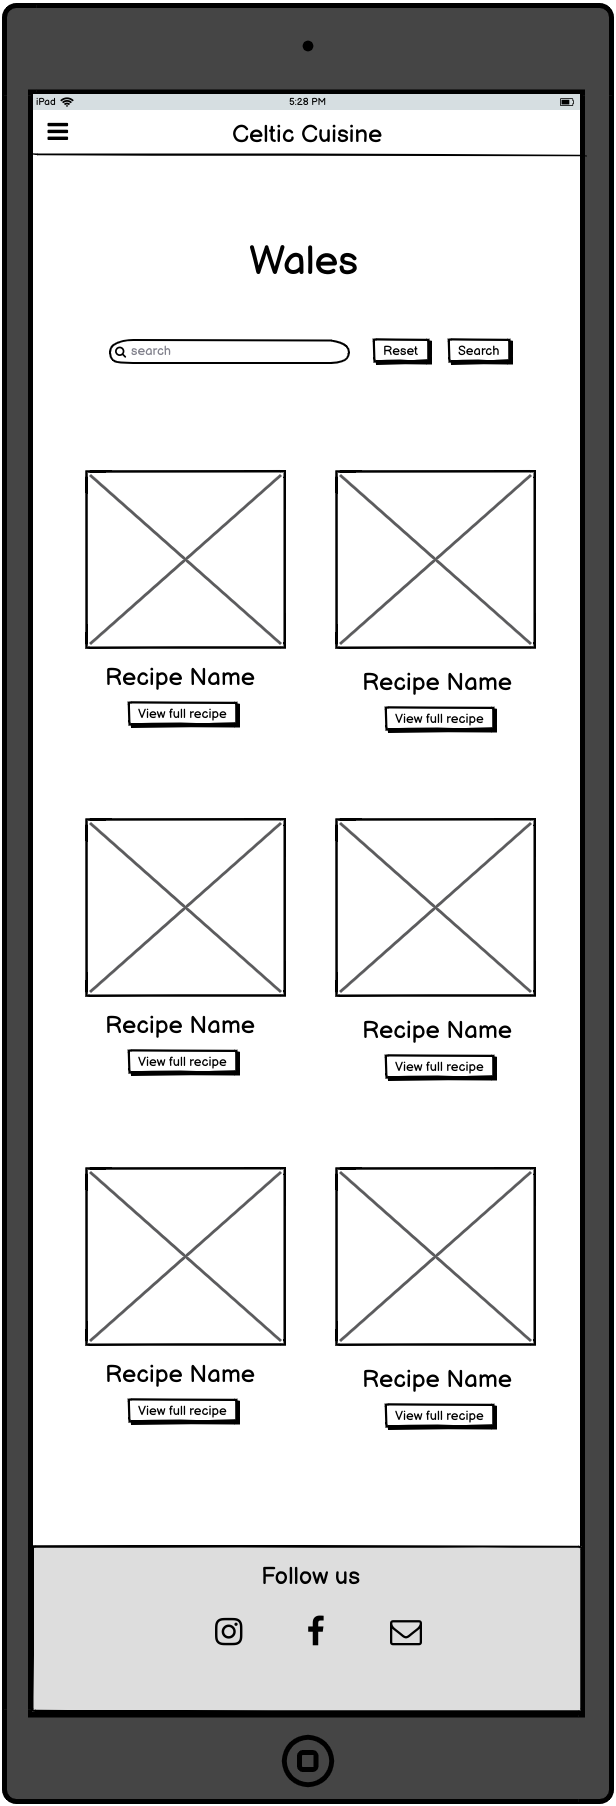 iPad 5:28 PM
Celtic Cuisine
Wales
search Reset Search
Recipe Name Recipe Name
View full recipe View full recipe
Recipe Name Recipe Name
View full recipe View full recipe
Recipe Name Recipe Name
View full recipe View full recipe
Follow us